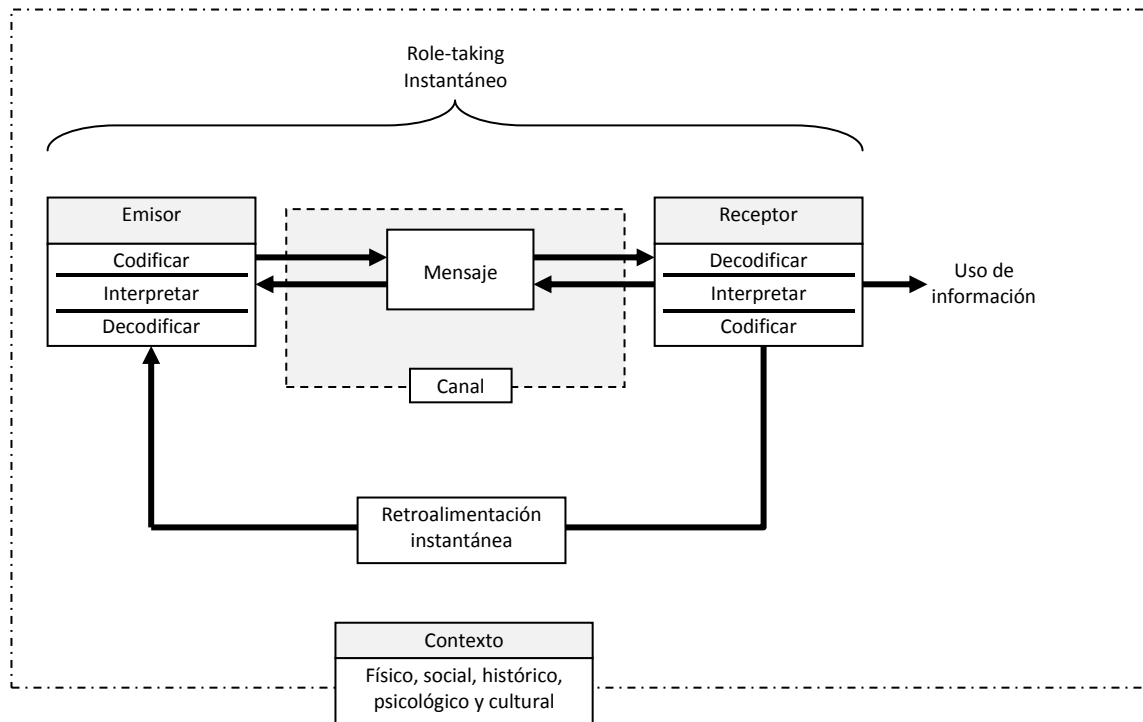 Role-taking
Instantáneo
Emisor
Codificar
Interpretar
Decodificar
Mensaje
Canal
Receptor
Decodificar
Interpretar
Codificar
Uso de
información
Retroalimentación
instantánea
Contexto
Físico, social, histórico,
psicológico y cultural